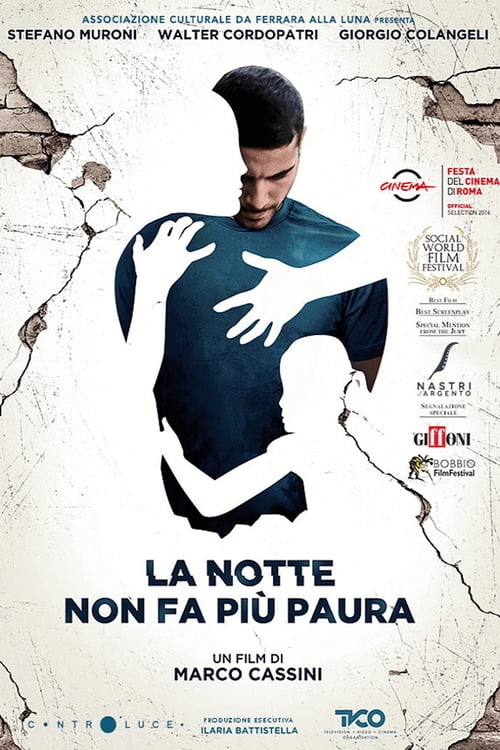 ASSOCIAZIONE CULTURALE DA FERRARA ALLA LUNA PRESENTA
STEFANO MURONI WALTER CORDOPATRI GIORGIO COLANGELI
CINEMA
FESTA
DEL CINEMA
DI ROMA
OFFICIAL
SELECTION 2016
SOCIAL
WORLD
FILM
FESTIVAL
BEST FILM
BEST SCREENPLAY
SPECIAL MENTION
FROM THE JURY
NASTRI
D'ARGENTO
SEGNALAZIONE
SPECIALE
GIFFONI
BOBBIO
FilmFestival
LA NOTTE
NON FA PIÙ PAURA
UN FILM DI
MARCO CASSINI
CONTROLUCE
PRODUZIONE ESECUTIVA
ILARIA BATTISTELLA
TVCO
TELEVISION • VIDEO • CINEMA
ORGANIZATION